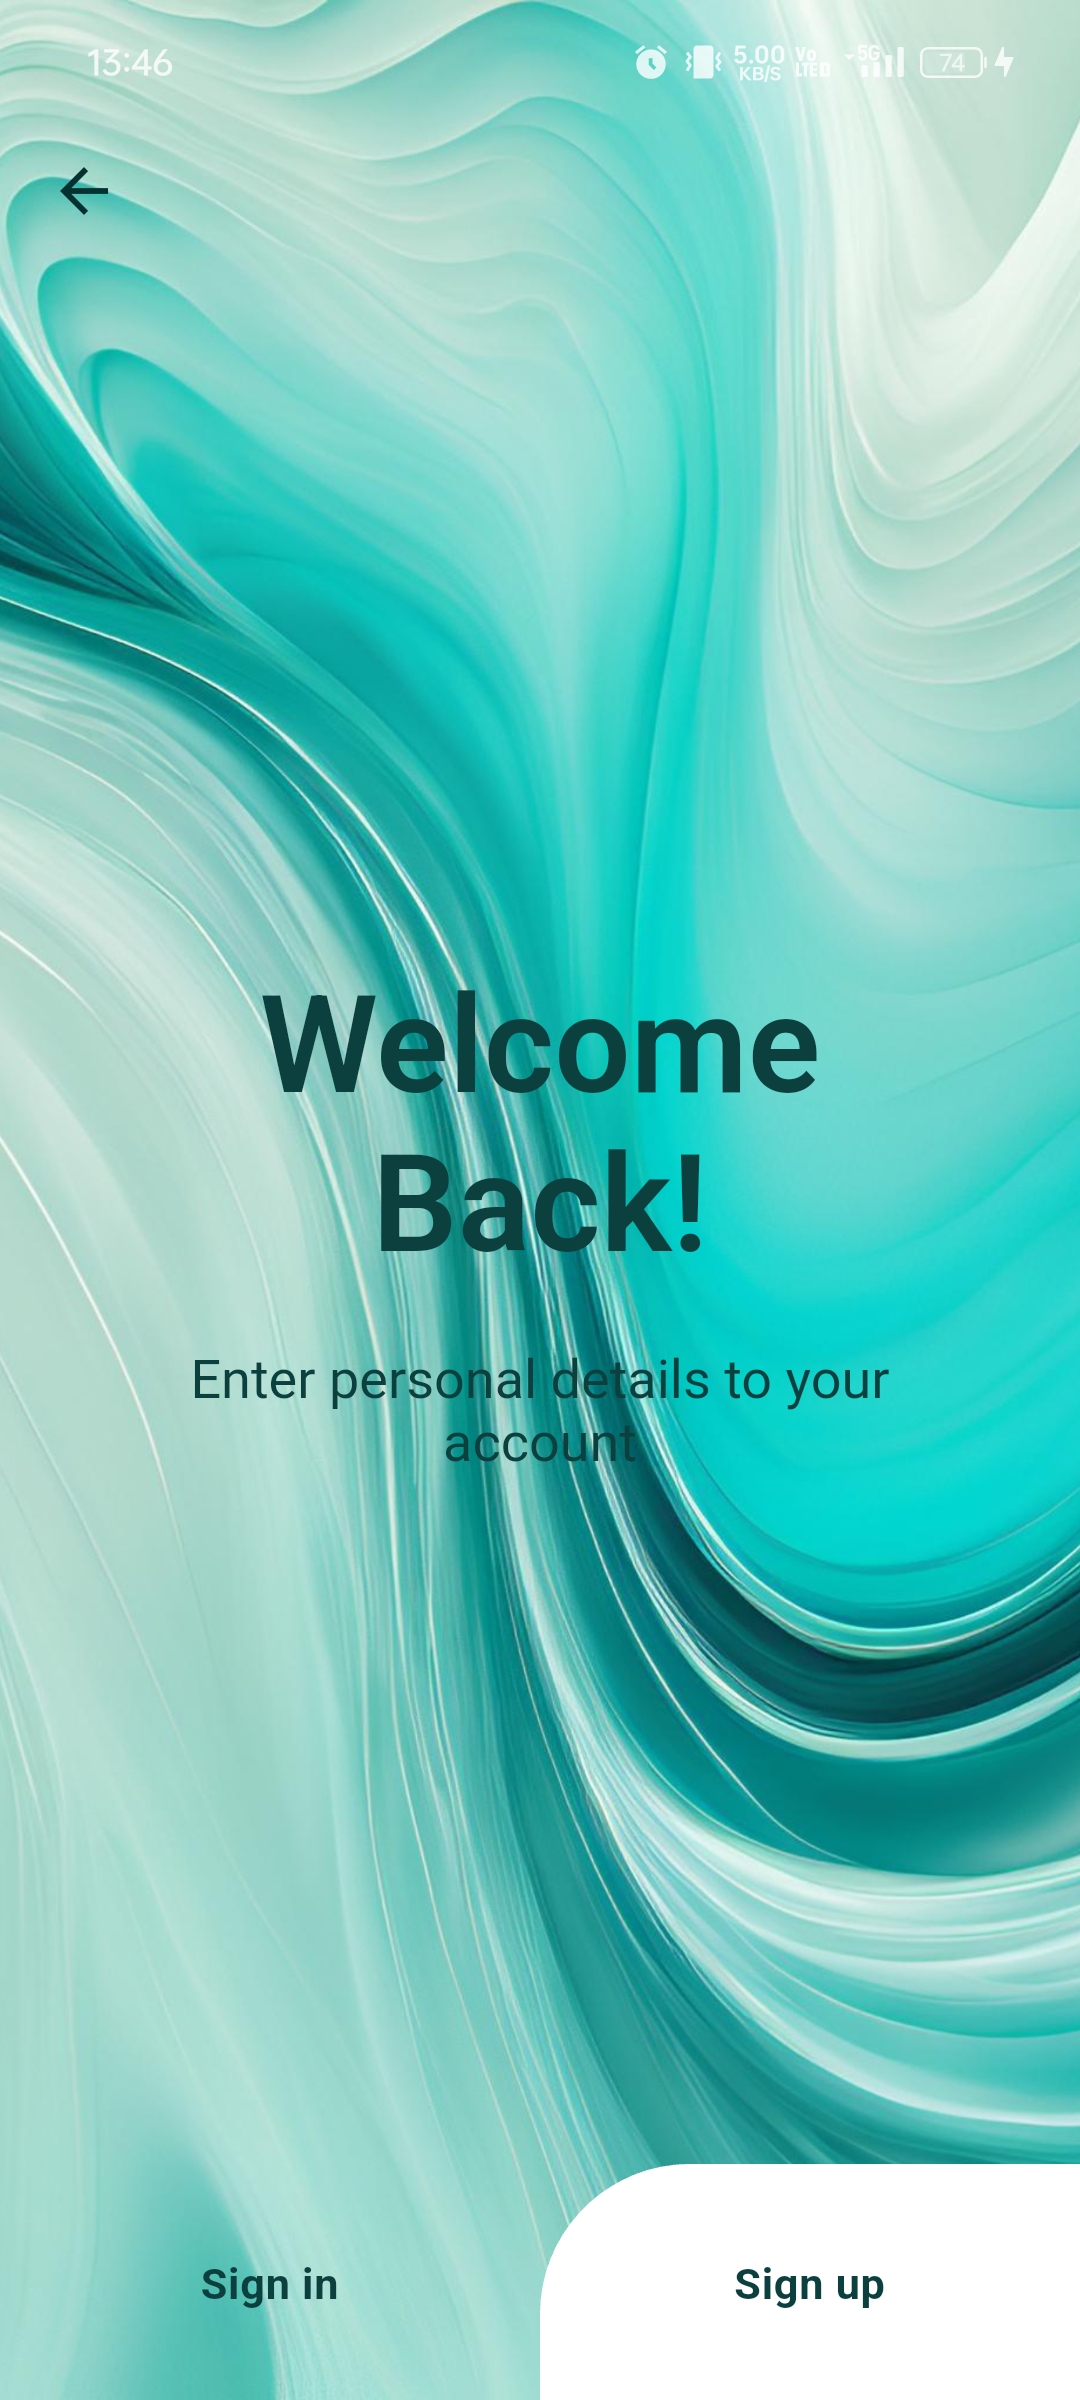 13:46 5.00 KB/S Vo LTE 5G 74
Welcome
Back!
Enter personal details to your
account
Sign in
Sign up